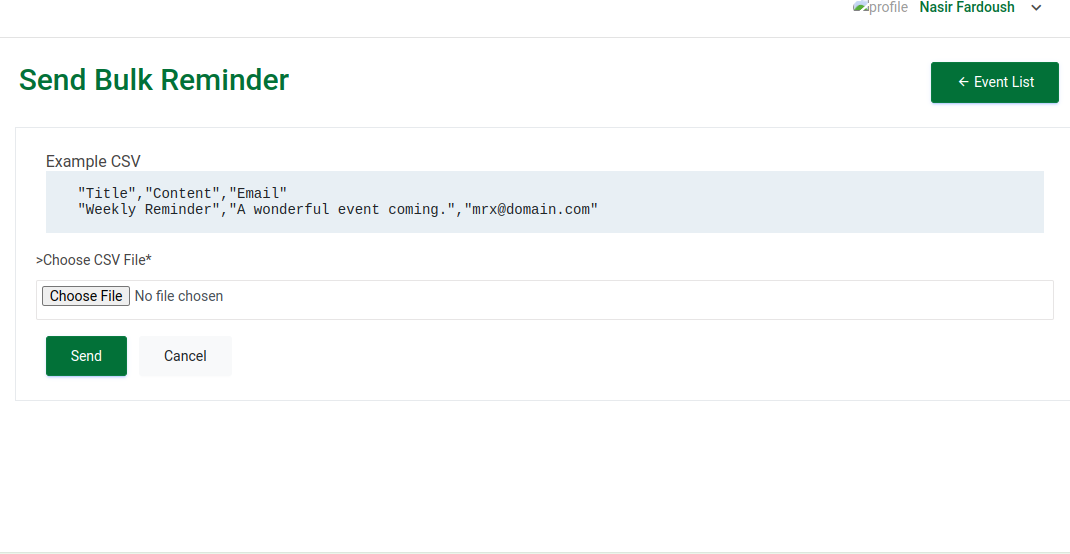 profile Nasir Fardoush
Send Bulk Reminder
← Event List
Example CSV
"Title","Content","Email"
"Weekly Reminder","A wonderful event coming.","mrx@domain.com"
>Choose CSV File*
Choose File No file chosen
Send Cancel